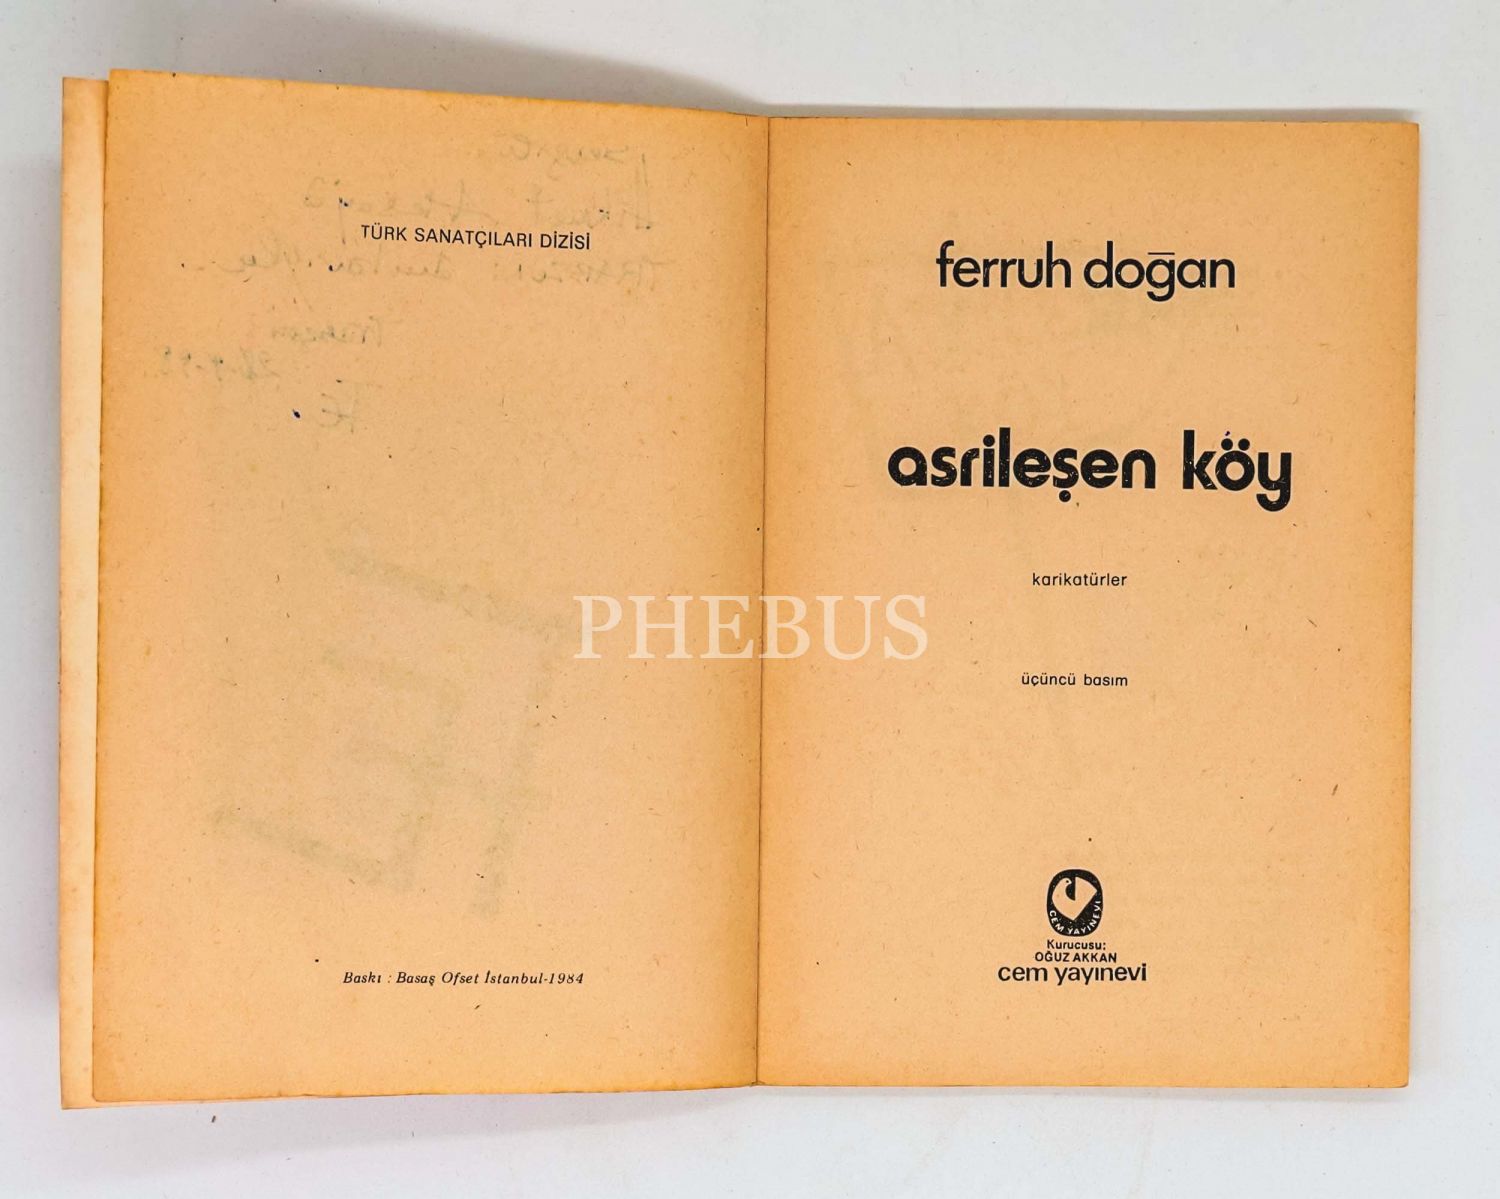 TÜRK SANATÇILARI DİZİSİ
Baskı : Basaş Ofset İstanbul-1984
ferruh doğan
asrileşen köy
karikatürler
üçüncü basım
CEM YAYINEVİ
Kurucusu:
OĞUZ AKKAN
cem yayınevi
PHEBUS